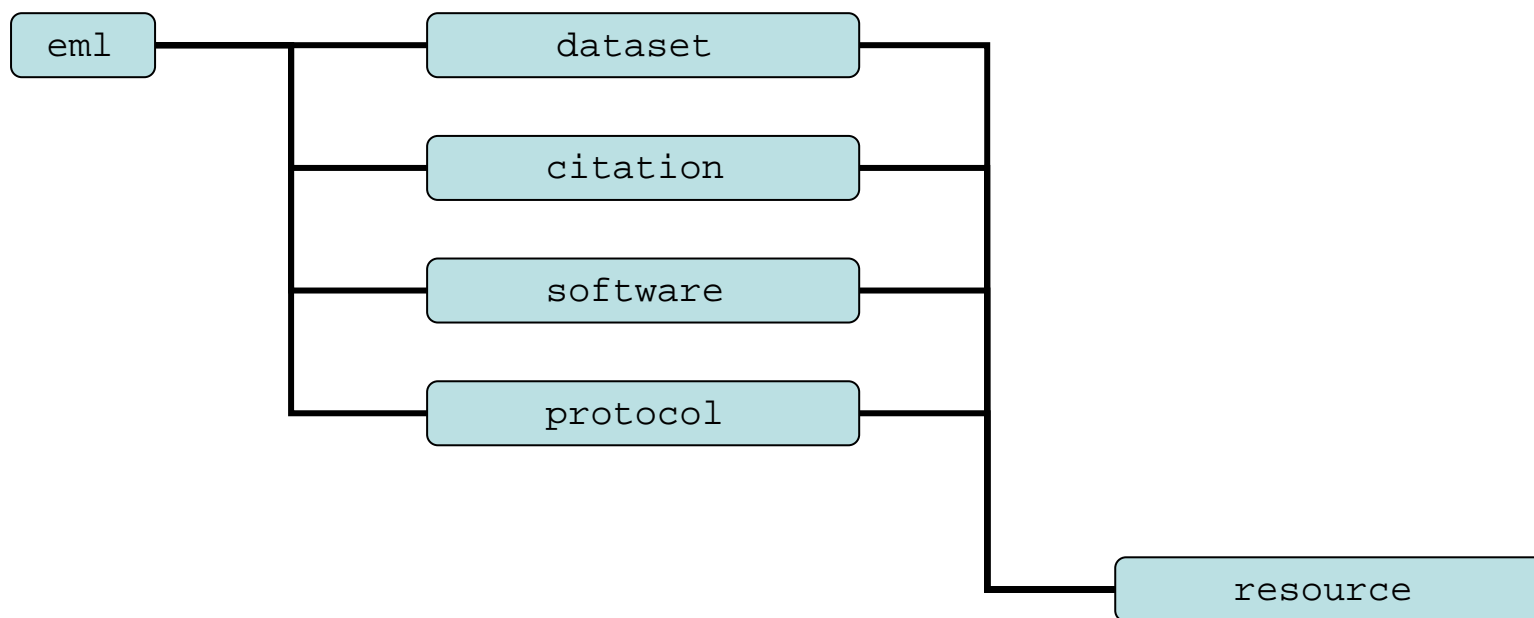 eml
dataset
citation
software
protocol
resource